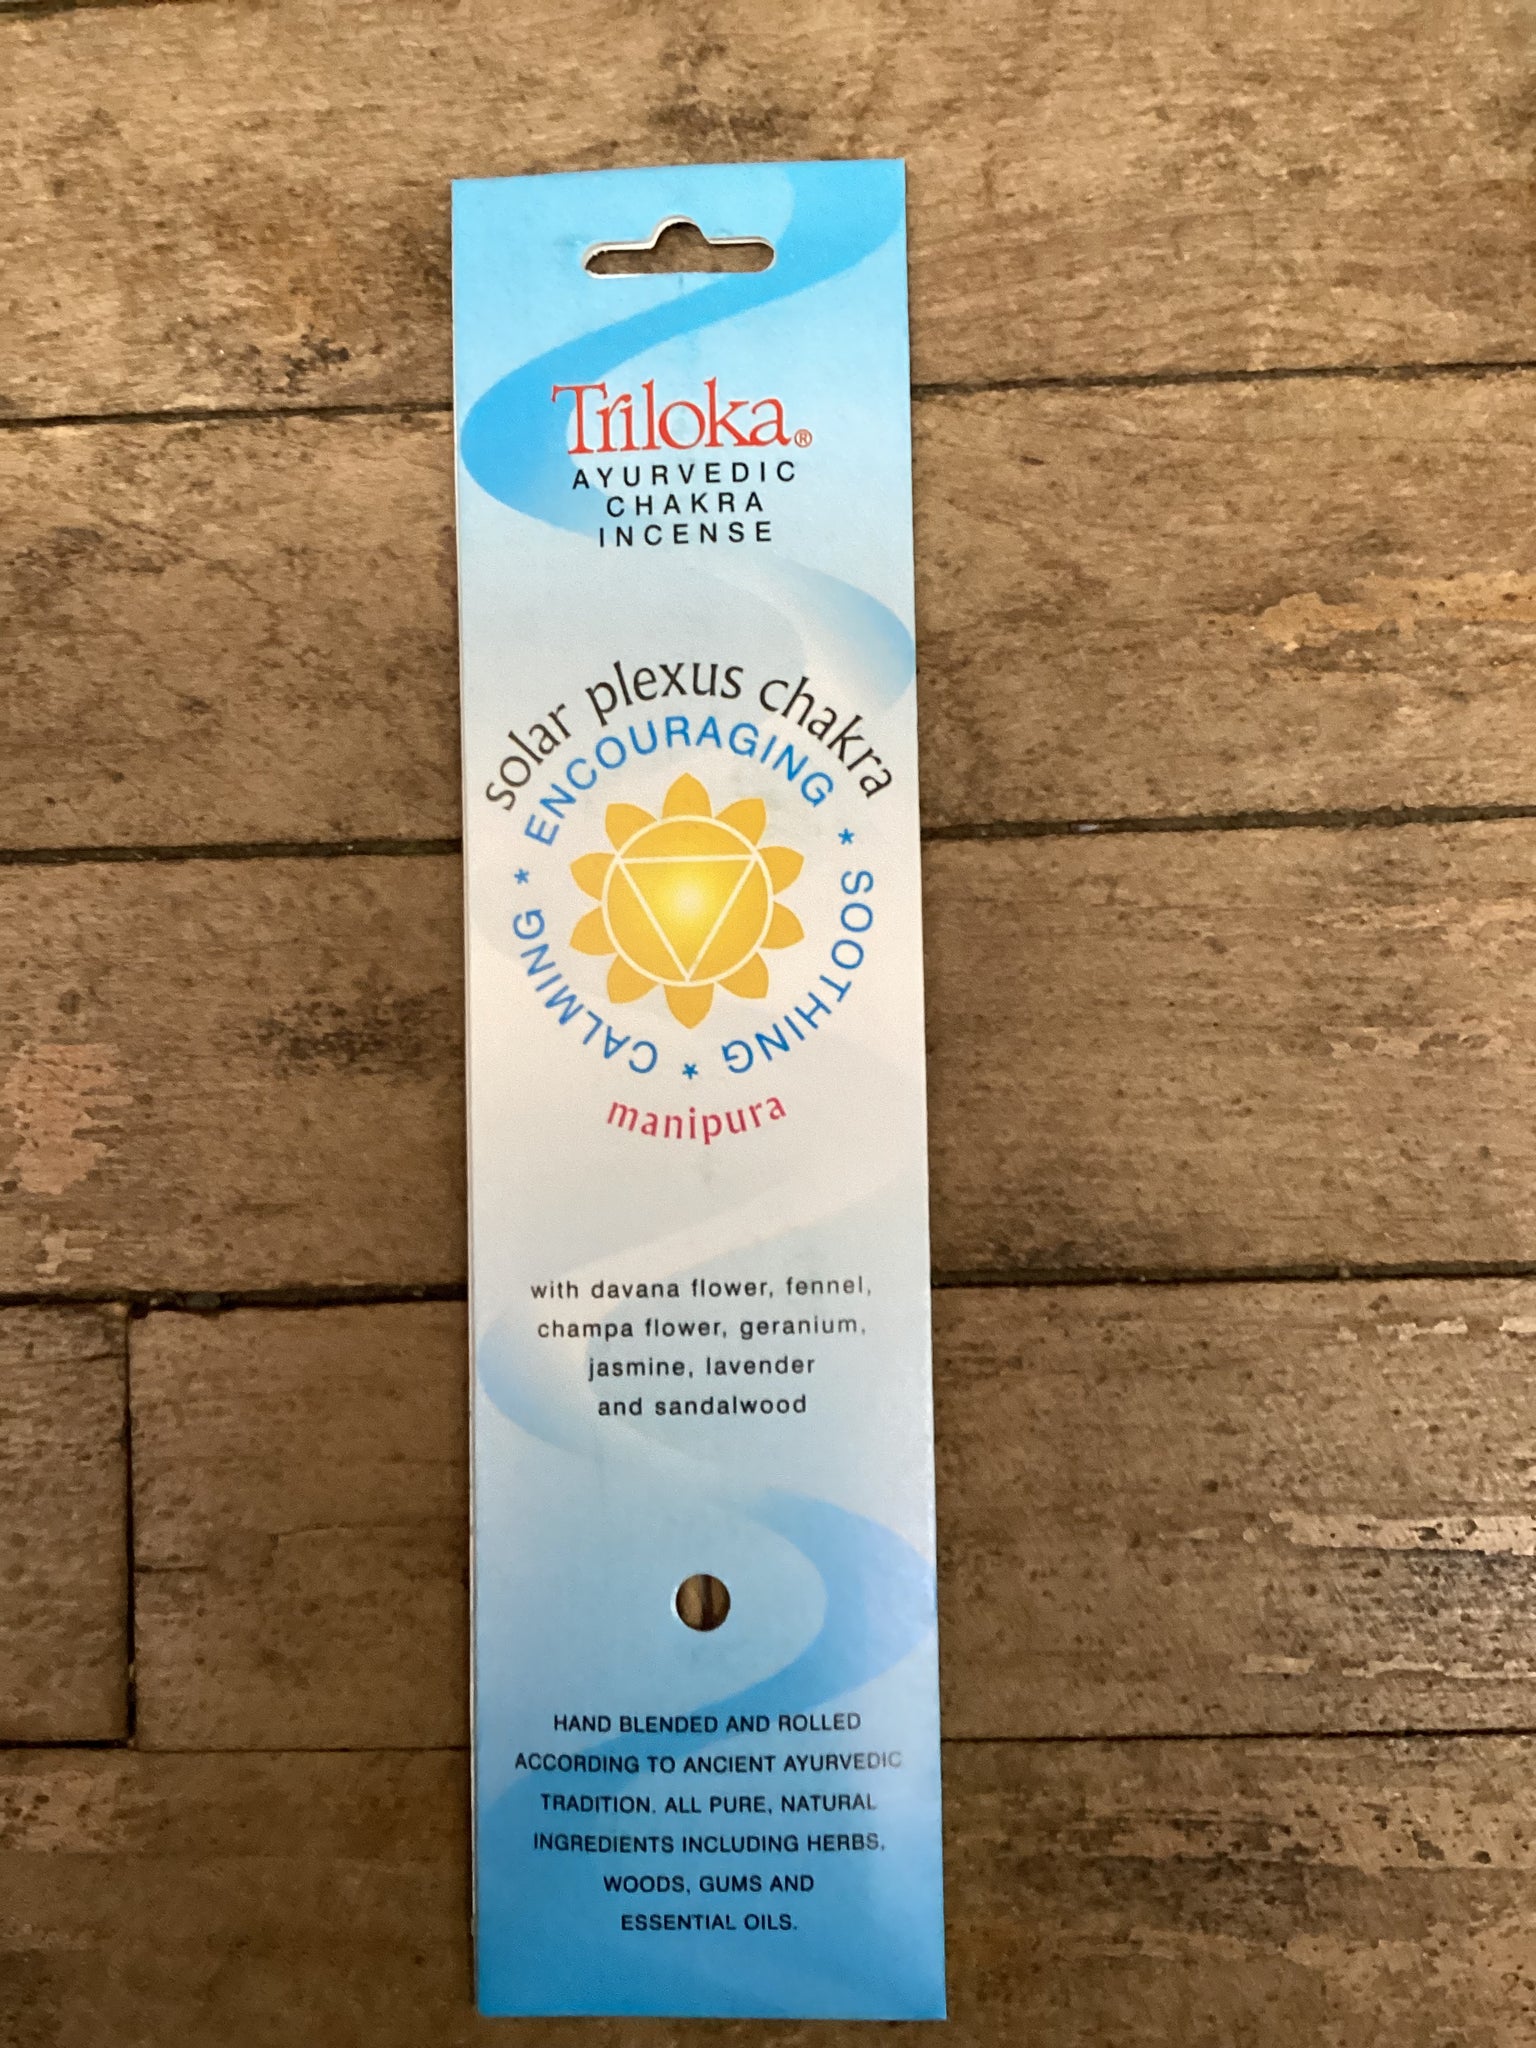 Triloka®
AYURVEDIC
CHAKRA
INCENSE
solar plexus chakra
ENCOURAGING * SOOTHING * CALMING *
manipura
with davana flower, fennel,
champa flower, geranium,
jasmine, lavender
and sandalwood
HAND BLENDED AND ROLLED
ACCORDING TO ANCIENT AYURVEDIC
TRADITION. ALL PURE, NATURAL
INGREDIENTS INCLUDING HERBS,
WOODS, GUMS AND
ESSENTIAL OILS.